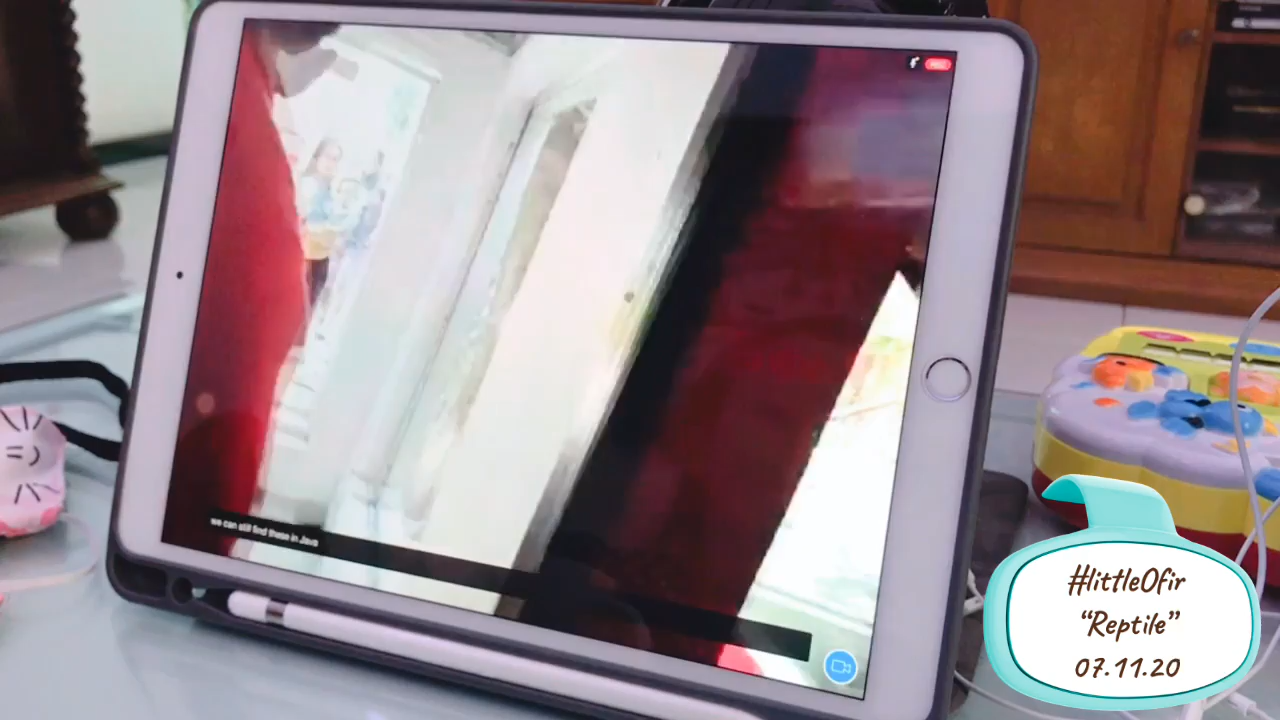 we can still find these in Java
#littleOfir
“Reptile”
07.11.20